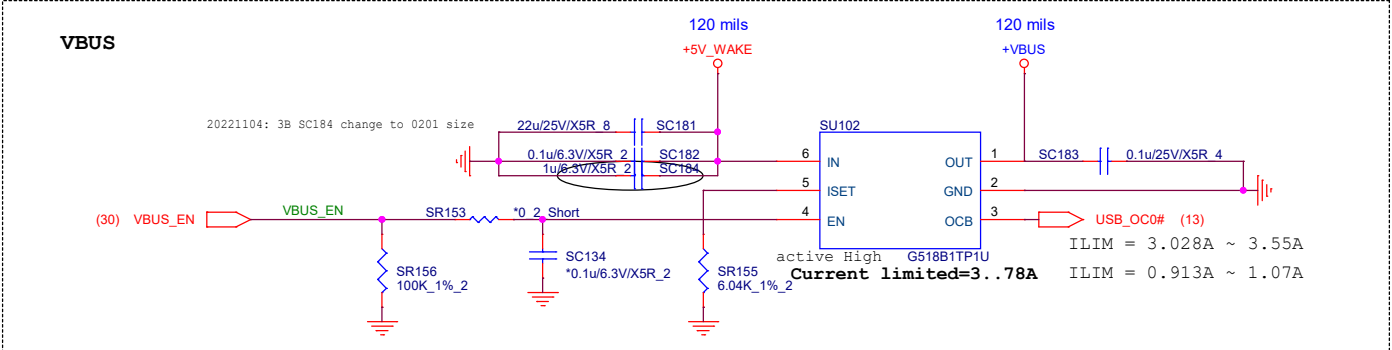 VBUS
120 mils
+5V_WAKE
120 mils
+VBUS
20221104: 3B SC184 change to 0201 size
22u/25V/X5R_8 SC181
0.1u/6.3V/X5R_2 SC182
1u/6.3V/X5R_2 SC184
SU102
6 IN
5 ISET
4 EN
OUT 1
GND 2
OCB 3
SC183 0.1u/25V/X5R_4
(30) VBUS_EN
VBUS_EN
SR153 *0_2_Short
USB_OC0# (13)
SR156
100K_1%_2
SC134
*0.1u/6.3V/X5R_2
SR155
6.04K_1%_2
active High
G518B1TP1U
Current limited=3..78A
ILIM = 3.028A ~ 3.55A
ILIM = 0.913A ~ 1.07A